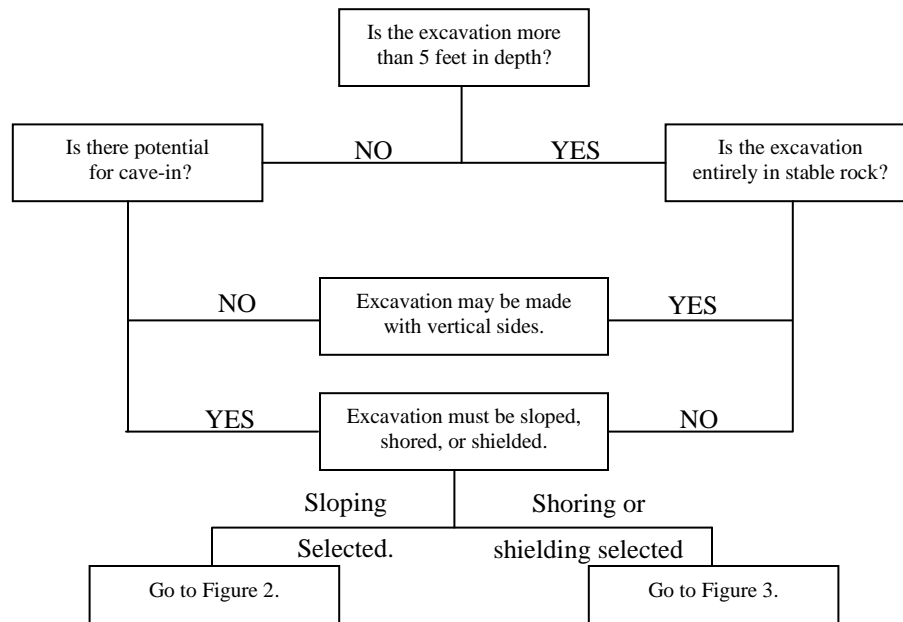 Is the excavation more
than 5 feet in depth?
Is there potential
for cave-in?
NO
YES
Is the excavation
entirely in stable rock?
NO
Excavation may be made
with vertical sides.
YES
YES
Excavation must be sloped,
shored, or shielded.
NO
Sloping
Selected.
Shoring or
shielding selected
Go to Figure 2.
Go to Figure 3.